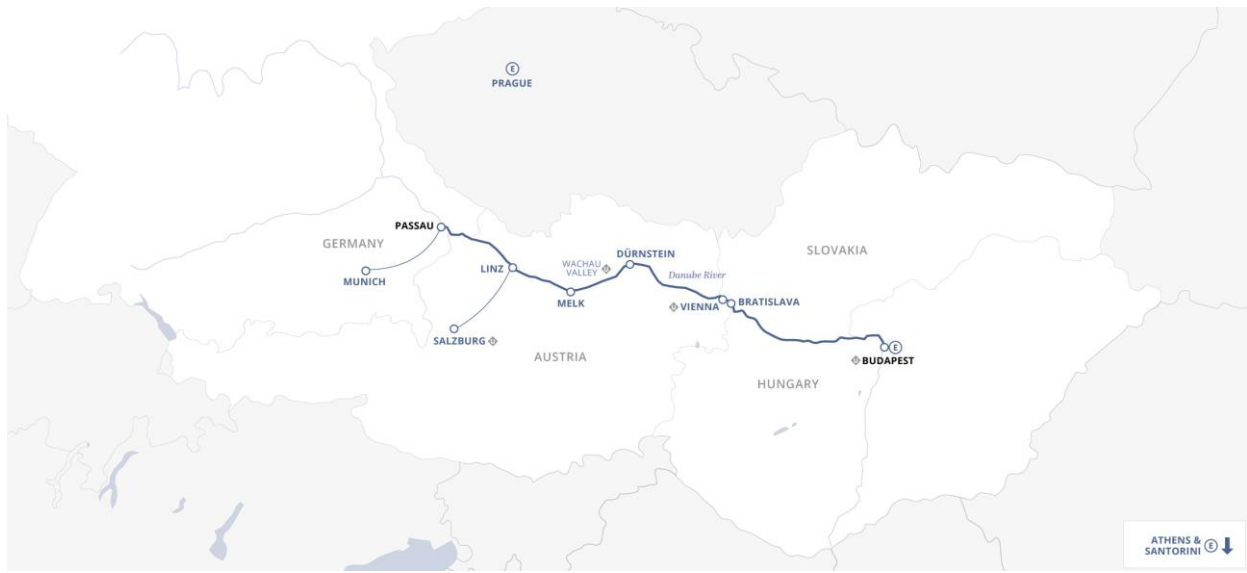 E
PRAGUE
PASSAU
GERMANY
MUNICH
LINZ
SALZBURG
MELK
WACHAU
VALLEY
DÜRNSTEIN
Danube River
VIENNA
BRATISLAVA
SLOVAKIA
AUSTRIA
HUNGARY
E
BUDAPEST
ATHENS &
SANTORINI E